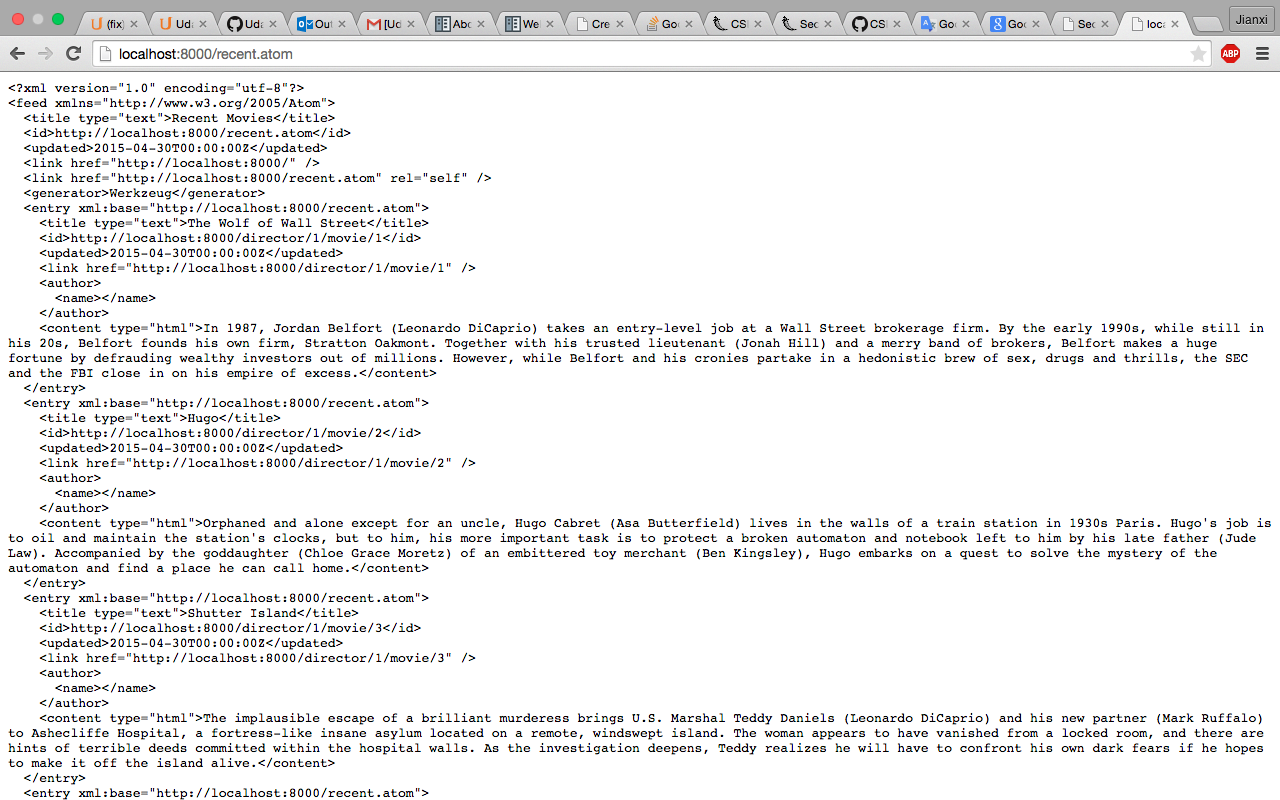 (fix)
Uda
Uda
Out
[Ud
Abo
We
Cre
Goo
CSI
Sec
CSI
Goo
Goo
Sec
loca
Jianxi
localhost:8000/recent.atom
ABP
<?xml version="1.0" encoding="utf-8"?>
<feed xmlns="http://www.w3.org/2005/Atom">
<title type="text">Recent Movies</title>
<id>http://localhost:8000/recent.atom</id>
<updated>2015-04-30T00:00:00Z</updated>
<link href="http://localhost:8000/" />
<link href="http://localhost:8000/recent.atom" rel="self" />
<generator>Werkzeug</generator>
<entry xml:base="http://localhost:8000/recent.atom">
<title type="text">The Wolf of Wall Street</title>
<id>http://localhost:8000/director/1/movie/1</id>
<updated>2015-04-30T00:00:00Z</updated>
<link href="http://localhost:8000/director/1/movie/1" />
<author>
<name></name>
</author>
<content type="html">In 1987, Jordan Belfort (Leonardo DiCaprio) takes an entry-level job at a Wall Street brokerage firm. By the early 1990s, while still in
his 20s, Belfort founds his own firm, Stratton Oakmont. Together with his trusted lieutenant (Jonah Hill) and a merry band of brokers, Belfort makes a huge
fortune by defrauding wealthy investors out of millions. However, while Belfort and his cronies partake in a hedonistic brew of sex, drugs and thrills, the SEC
and the FBI close in on his empire of excess.</content>
</entry>
<entry xml:base="http://localhost:8000/recent.atom">
<title type="text">Hugo</title>
<id>http://localhost:8000/director/1/movie/2</id>
<updated>2015-04-30T00:00:00Z</updated>
<link href="http://localhost:8000/director/1/movie/2" />
<author>
<name></name>
</author>
<content type="html">Orphaned and alone except for an uncle, Hugo Cabret (Asa Butterfield) lives in the walls of a train station in 1930s Paris. Hugo's job is
to oil and maintain the station's clocks, but to him, his more important task is to protect a broken automaton and notebook left to him by his late father (Jude
Law). Accompanied by the goddaughter (Chloe Grace Moretz) of an embittered toy merchant (Ben Kingsley), Hugo embarks on a quest to solve the mystery of the
automaton and find a place he can call home.</content>
</entry>
<entry xml:base="http://localhost:8000/recent.atom">
<title type="text">Shutter Island</title>
<id>http://localhost:8000/director/1/movie/3</id>
<updated>2015-04-30T00:00:00Z</updated>
<link href="http://localhost:8000/director/1/movie/3" />
<author>
<name></name>
</author>
<content type="html">The implausible escape of a brilliant murderess brings U.S. Marshal Teddy Daniels (Leonardo DiCaprio) and his new partner (Mark Ruffalo)
to Ashecliffe Hospital, a fortress-like insane asylum located on a remote, windswept island. The woman appears to have vanished from a locked room, and there are
hints of terrible deeds committed within the hospital walls. As the investigation deepens, Teddy realizes he will have to confront his own dark fears if he hopes
to make it off the island alive.</content>
</entry>
<entry xml:base="http://localhost:8000/recent.atom">